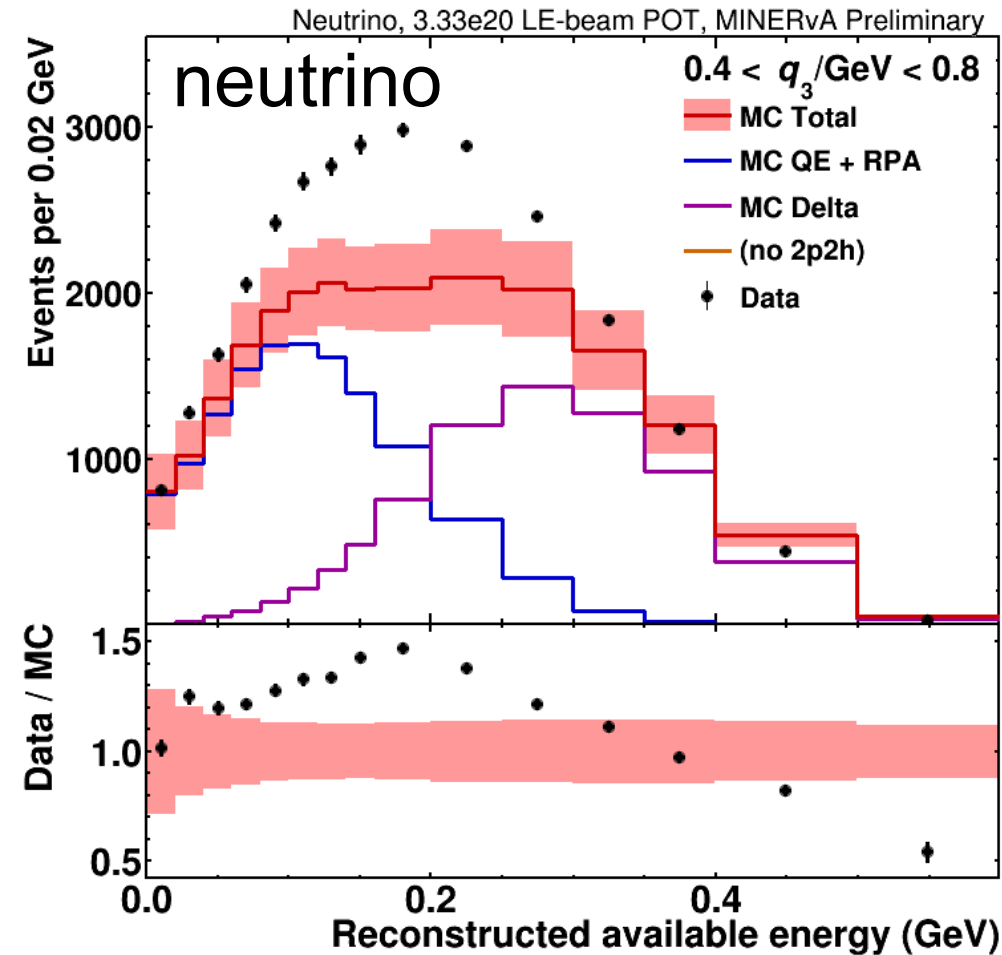 Neutrino, 3.33e20 LE-beam POT, MINERvA Preliminary
neutrino
0.4 < q3/GeV < 0.8
MC Total
MC QE + RPA
MC Delta
(no 2p2h)
Data
Events per 0.02 GeV
3000
2000
1000
Data / MC
1.5
1.0
0.5
0.0 0.2 0.4
Reconstructed available energy (GeV)